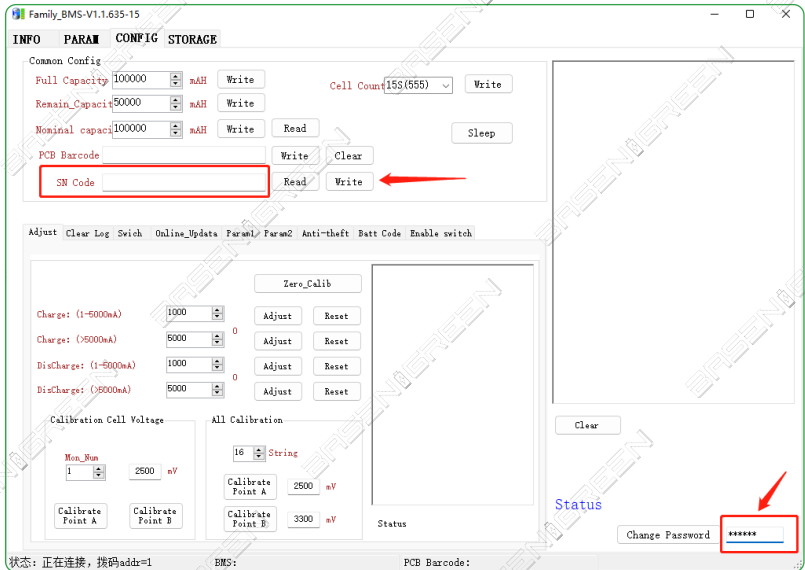 Family_BMS-V1.1.635-15
INFO PARAM CONFIG STORAGE
Common Config
Full Capacity 100000 mAH Write Cell Count 15S(555) Write
Remain_Capacit 50000 mAH Write
Nominal capaci 100000 mAH Write Read Sleep
PCB Barcode Write Clear
SN Code Read Write
Adjust Clear Log Swich Online_Updata Param1 Param2 Anti-theft Batt Code Enable switch
Zero_Calib
Charge: (1-5000mA) 1000 Adjust Reset
0
Charge: (>5000mA) 5000 Adjust Reset
DisCharge: (1-5000mA) 1000 Adjust Reset
0
DisCharge: (>5000mA) 5000 Adjust Reset
Calibration Cell Voltage All Calibration
Mon_Num
1 2500 mV
16 String
Calibrate Point A
Calibrate Point B
Calibrate Point A 2500 mV
Calibrate Point B 3300 mV
Status
Clear
Status
Change Password ******
状态: 正在连接, 拨码addr=1 BMS: PCB Barcode:
BASEN GREEN